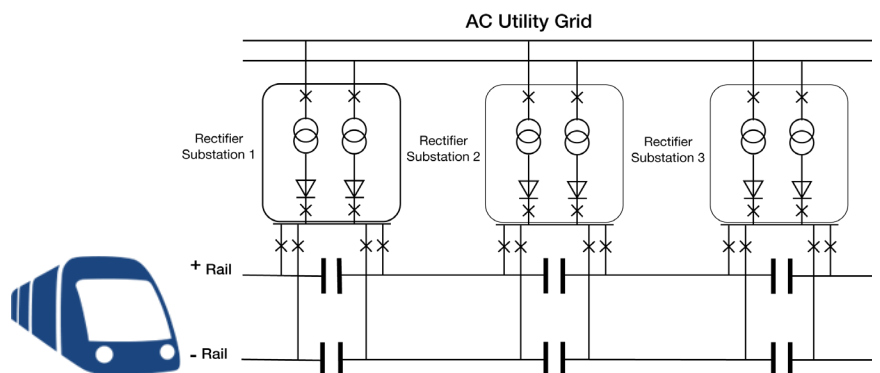 AC Utility Grid
Rectifier
Substation 1
Rectifier
Substation 2
Rectifier
Substation 3
+ Rail
- Rail